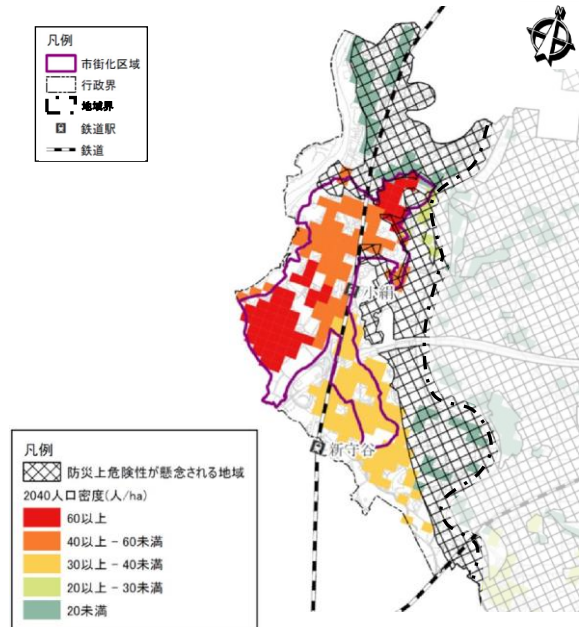 凡例
市街化区域
行政界
地域界
鉄道駅
鉄道
小絹
新守谷
凡例
防災上危険性が懸念される地域
2040人口密度(人/ha)
60以上
40以上 - 60未満
30以上 - 40未満
20以上 - 30未満
20未満